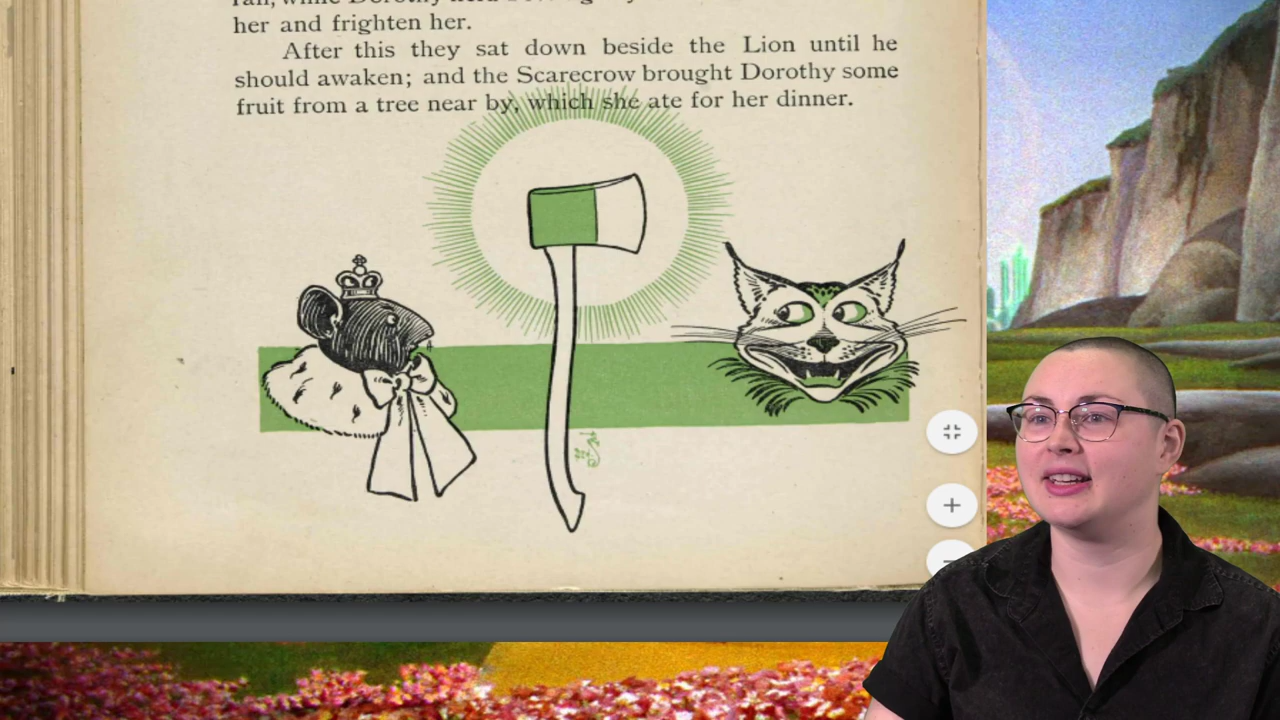 her and frighten her.
After this they sat down beside the Lion until he
should awaken; and the Scarecrow brought Dorothy some
fruit from a tree near by, which she ate for her dinner.